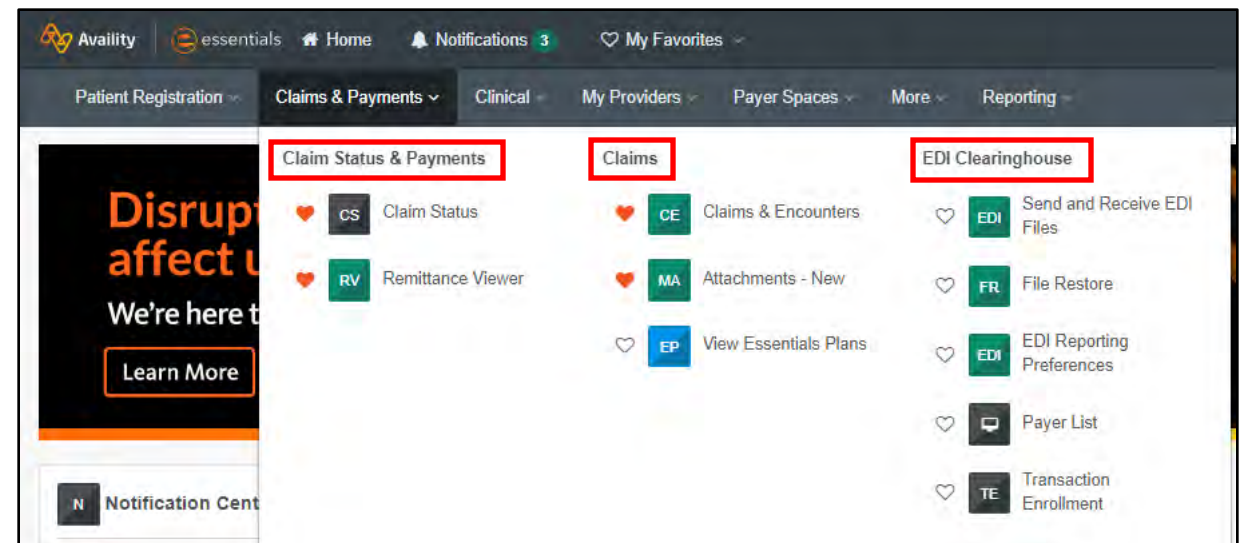 Availity essentials Home Notifications 3 My Favorites
Patient Registration Claims & Payments Clinical My Providers Payer Spaces More Reporting
Claim Status & Payments
CS Claim Status
RV Remittance Viewer
Claims
CE Claims & Encounters
MA Attachments - New
EP View Essentials Plans
EDI Clearinghouse
EDI Send and Receive EDI
Files
FR File Restore
EDI EDI Reporting
Preferences
Payer List
TE Transaction
Enrollment
Disrup
affect u
We're here t
Learn More
N Notification Cent